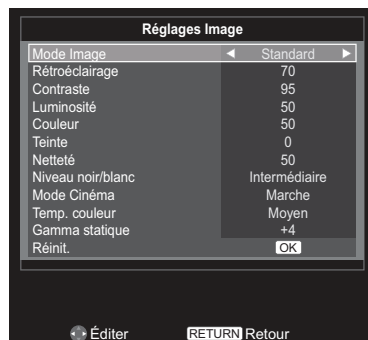 Réglages Image
Mode Image Standard
Rétroéclairage 70
Contraste 95
Luminosité 50
Couleur 50
Teinte 0
Netteté 50
Niveau noir/blanc Intermédiaire
Mode Cinéma Marche
Temp. couleur Moyen
Gamma statique +4
Réinit. OK
Éditer RETURN Retour